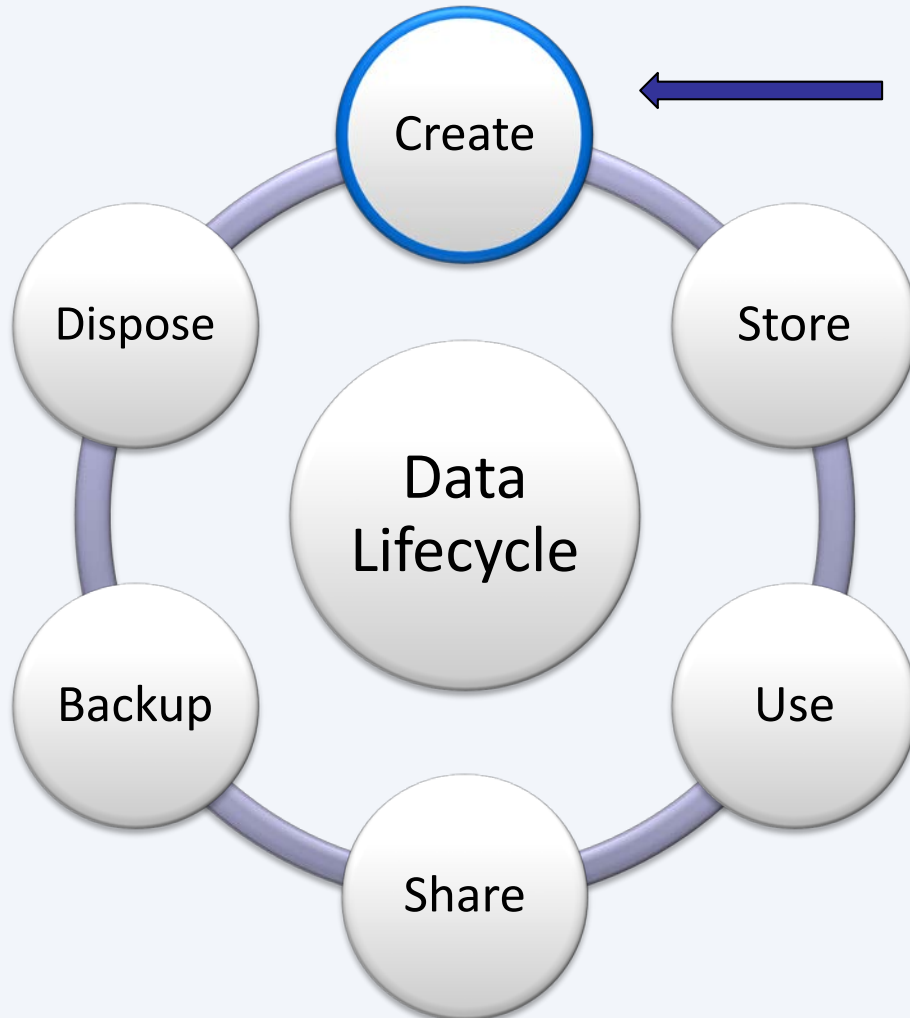 Create
Store
Use
Share
Backup
Dispose
Data
Lifecycle